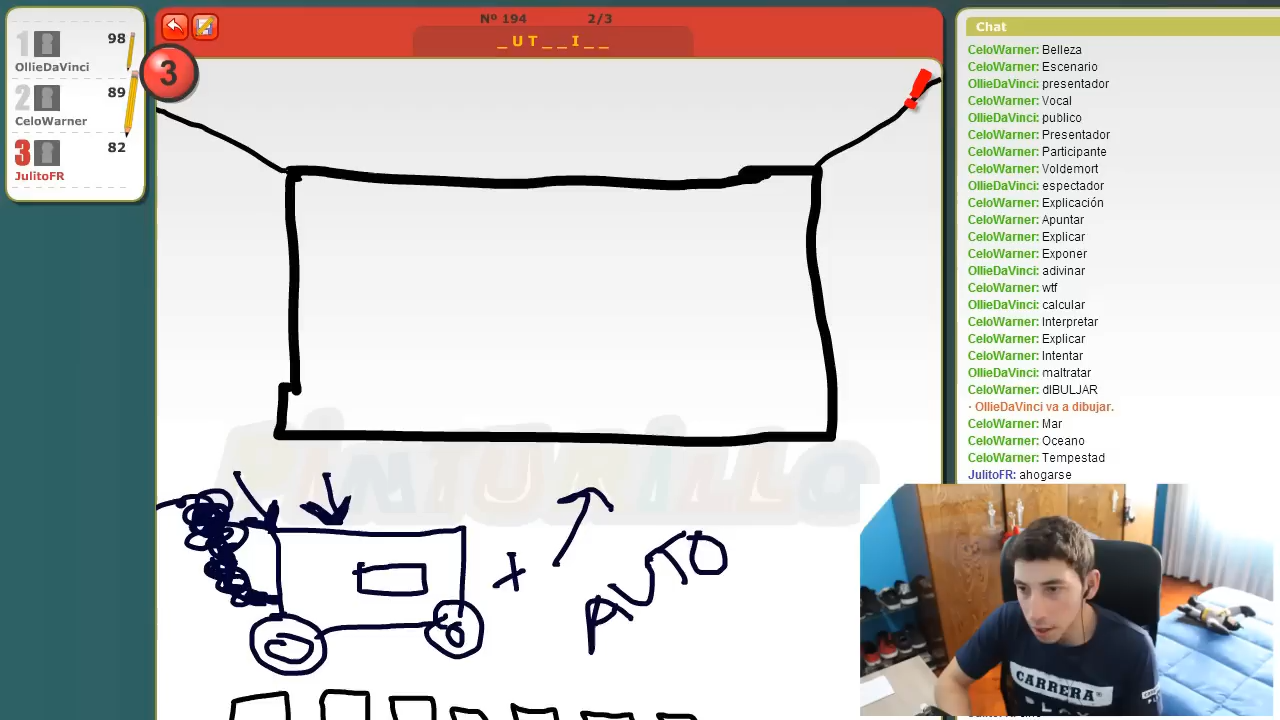 Nº 194 2/3
_ U T _ _ I _ _
1 98
OllieDaVinci
2 89
CeloWarner
3 82
JulitoFR
3
Chat
CeloWarner: Belleza
CeloWarner: Escenario
OllieDaVinci: presentador
CeloWarner: Vocal
OllieDaVinci: publico
CeloWarner: Presentador
CeloWarner: Participante
CeloWarner: Voldemort
OllieDaVinci: espectador
CeloWarner: Explicación
CeloWarner: Apuntar
CeloWarner: Explicar
CeloWarner: Exponer
OllieDaVinci: adivinar
CeloWarner: wtf
OllieDaVinci: calcular
CeloWarner: Interpretar
CeloWarner: Explicar
CeloWarner: Intentar
OllieDaVinci: maltratar
CeloWarner: dIBULJAR
· OllieDaVinci va a dibujar.
CeloWarner: Mar
CeloWarner: Oceano
CeloWarner: Tempestad
JulitoFR: ahogarse
PINTURILLO
+ AUTO
CARRERA